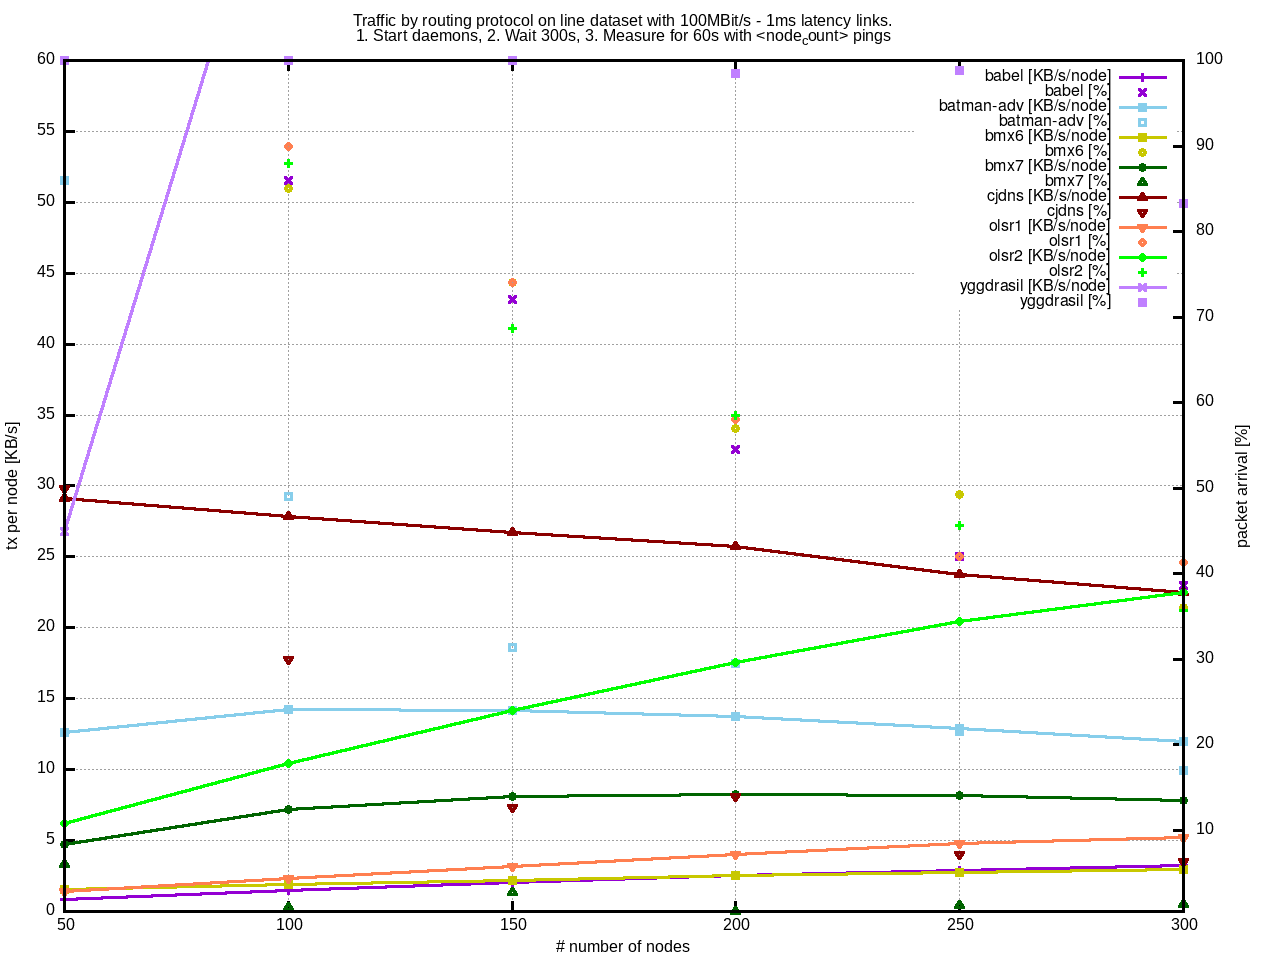 Traffic by routing protocol on line dataset with 100MBit/s - 1ms latency links.
1. Start daemons, 2. Wait 300s, 3. Measure for 60s with <node_count> pings
60
55
50
45
40
35
30
25
20
15
10
5
0
tx per node [KB/s]
babel [KB/s/node]
babel [%]
batman-adv [KB/s/node]
batman-adv [%]
bmx6 [KB/s/node]
bmx6 [%]
bmx7 [KB/s/node]
bmx7 [%]
cjdns [KB/s/node]
cjdns [%]
olsr1 [KB/s/node]
olsr1 [%]
olsr2 [KB/s/node]
olsr2 [%]
yggdrasil [KB/s/node]
yggdrasil [%]
100
90
80
70
60
50
40
30
20
10
packet arrival [%]
50 100 150 200 250 300
# number of nodes